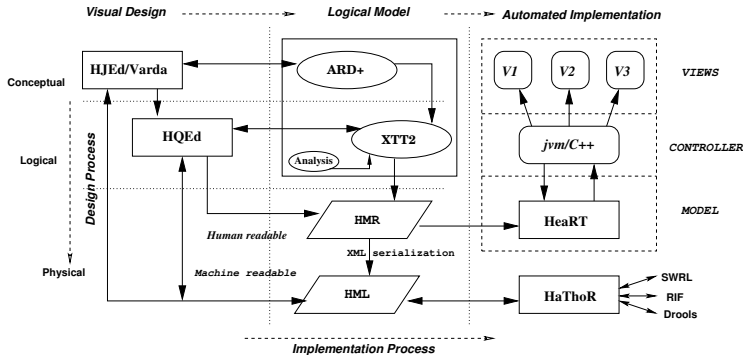 Visual Design
Logical Model
Automated Implementation
HJEd/Varda
ARD+
V1
V2
V3
VIEWS
Conceptual
HQEd
XTT2
Analysis
jvm/C++
CONTROLLER
Logical
Design Process
HMR
HeaRT
MODEL
Human readable
XML serialization
Physical
Machine readable
HML
HaThoR
SWRL
RIF
Drools
Implementation Process